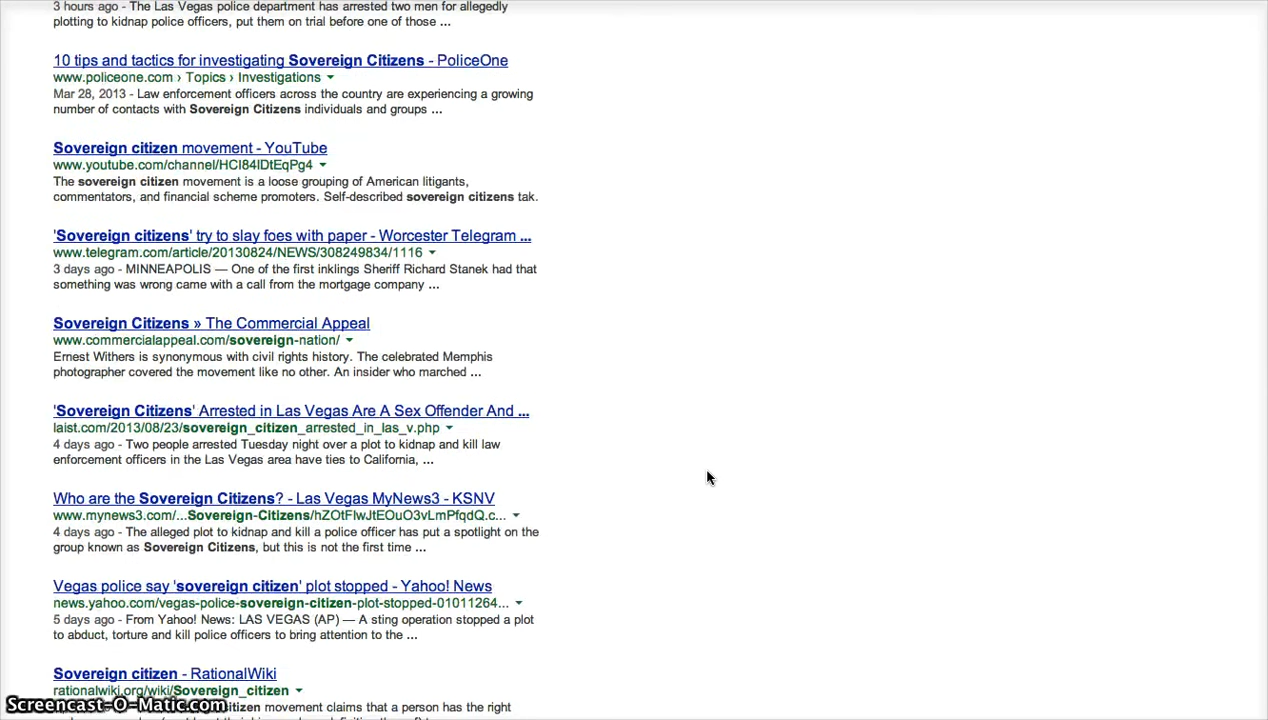 3 hours ago - The Las Vegas police department has arrested two men for allegedly
plotting to kidnap police officers, put them on trial before one of those ...
10 tips and tactics for investigating Sovereign Citizens - PoliceOne
www.policeone.com › Topics › Investigations
Mar 28, 2013 - Law enforcement officers across the country are experiencing a growing
number of contacts with Sovereign Citizens individuals and groups ...
Sovereign citizen movement - YouTube
www.youtube.com/channel/HCI84IDtEqPg4
The sovereign citizen movement is a loose grouping of American litigants,
commentators, and financial scheme promoters. Self-described sovereign citizens tak.
'Sovereign citizens' try to slay foes with paper - Worcester Telegram ...
www.telegram.com/article/20130824/NEWS/308249834/1116
3 days ago - MINNEAPOLIS — One of the first inklings Sheriff Richard Stanek had that
something was wrong came with a call from the mortgage company ...
Sovereign Citizens » The Commercial Appeal
www.commercialappeal.com/sovereign-nation/
Ernest Withers is synonymous with civil rights history. The celebrated Memphis
photographer covered the movement like no other. An insider who marched ...
'Sovereign Citizens' Arrested in Las Vegas Are A Sex Offender And ...
laist.com/2013/08/23/sovereign_citizen_arrested_in_las_v.php
4 days ago - Two people arrested Tuesday night over a plot to kidnap and kill law
enforcement officers in the Las Vegas area have ties to California, ...
Who are the Sovereign Citizens? - Las Vegas MyNews3 - KSNV
www.mynews3.com/...Sovereign-Citizens/hZOtFlwJtEOuO3vLmPfqdQ.c...
4 days ago - The alleged plot to kidnap and kill a police officer has put a spotlight on the
group known as Sovereign Citizens, but this is not the first time ...
Vegas police say 'sovereign citizen' plot stopped - Yahoo! News
news.yahoo.com/vegas-police-sovereign-citizen-plot-stopped-01011264...
5 days ago - From Yahoo! News: LAS VEGAS (AP) — A sting operation stopped a plot
to abduct, torture and kill police officers to bring attention to the ...
Sovereign citizen - RationalWiki
rationalwiki.org/wiki/Sovereign_citizen
Screencast-O-Matic.com
citizen movement claims that a person has the right